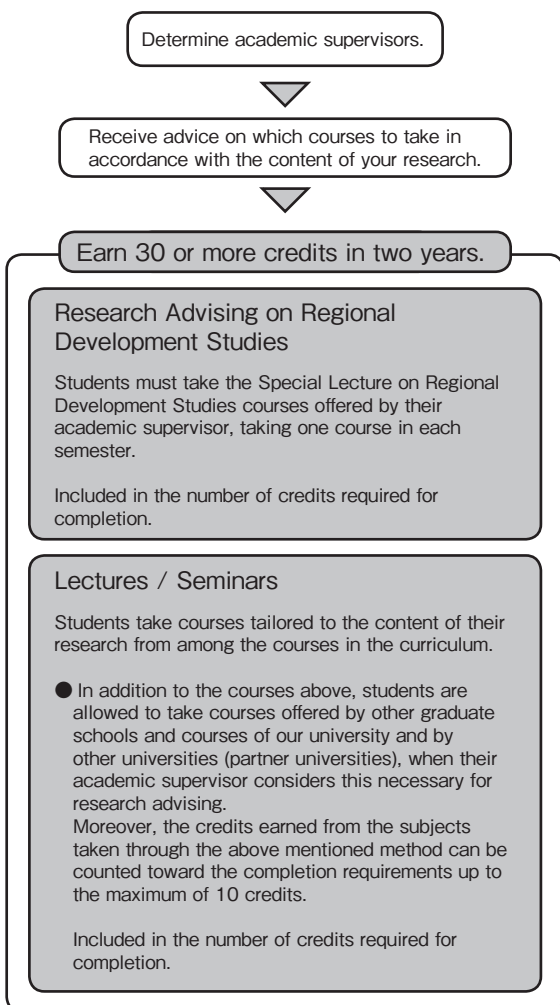 Determine academic supervisors.
Receive advice on which courses to take in
accordance with the content of your research.
Earn 30 or more credits in two years.
Research Advising on Regional
Development Studies
Students must take the Special Lecture on Regional
Development Studies courses offered by their
academic supervisor, taking one course in each
semester.
Included in the number of credits required for
completion.
Lectures / Seminars
Students take courses tailored to the content of their
research from among the courses in the curriculum.
● In addition to the courses above, students are
allowed to take courses offered by other graduate
schools and courses of our university and by
other universities (partner universities), when their
academic supervisor considers this necessary for
research advising.
Moreover, the credits earned from the subjects
taken through the above mentioned method can be
counted toward the completion requirements up to
the maximum of 10 credits.
Included in the number of credits required for
completion.